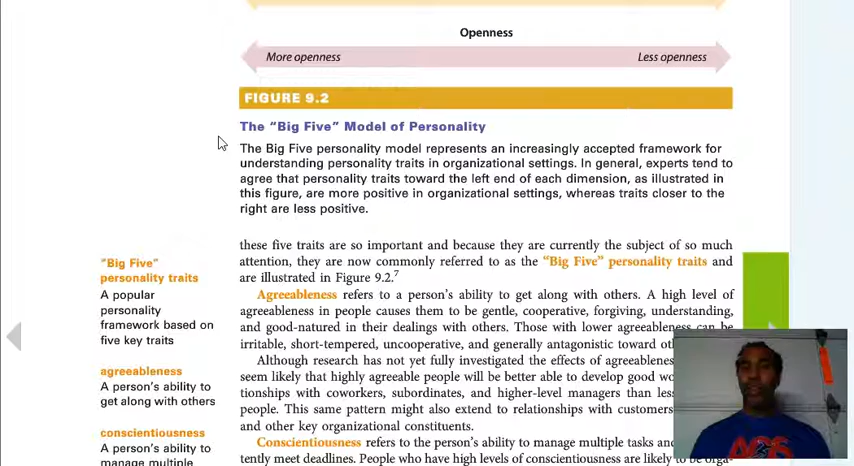 Openness
More openness
Less openness
FIGURE 9.2
The “Big Five” Model of Personality
The Big Five personality model represents an increasingly accepted framework for
understanding personality traits in organizational settings. In general, experts tend to
agree that personality traits toward the left end of each dimension, as illustrated in
this figure, are more positive in organizational settings, whereas traits closer to the
right are less positive.
these five traits are so important and because they are currently the subject of so much
attention, they are now commonly referred to as the “Big Five” personality traits and
are illustrated in Figure 9.2.7
Agreeableness refers to a person’s ability to get along with others. A high level of
agreeableness in people causes them to be gentle, cooperative, forgiving, understanding,
and good-natured in their dealings with others. Those with lower agreeableness can be
irritable, short-tempered, uncooperative, and generally antagonistic toward
Although research has not yet fully investigated the effects of
seem likely that highly agreeable people will be better able to develop good
tionships with coworkers, subordinates, and higher-level managers than
people. This same pattern might also extend to relationships with customers
and other key organizational constituents.
Conscientiousness refers to the person’s ability to manage multiple tasks
tently meet deadlines. People who have high levels of conscientiousness are likely to be
“Big Five”
personality traits
A popular
personality
framework based on
five key traits
agreeableness
A person’s ability to
get along with others
conscientiousness
A person’s ability to
manage multiple